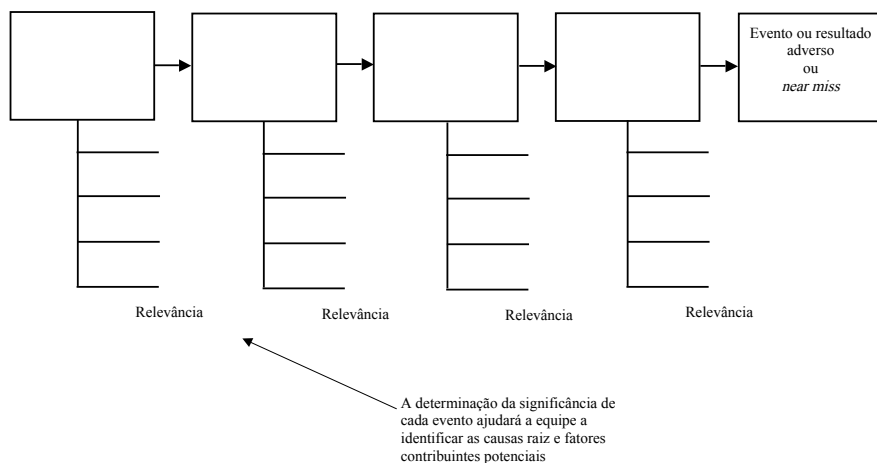 Evento ou resultado
adverso
ou
near miss
Relevância
Relevância
Relevância
Relevância
A determinação da significância de
cada evento ajudará a equipe a
identificar as causas raiz e fatores
contribuintes potenciais